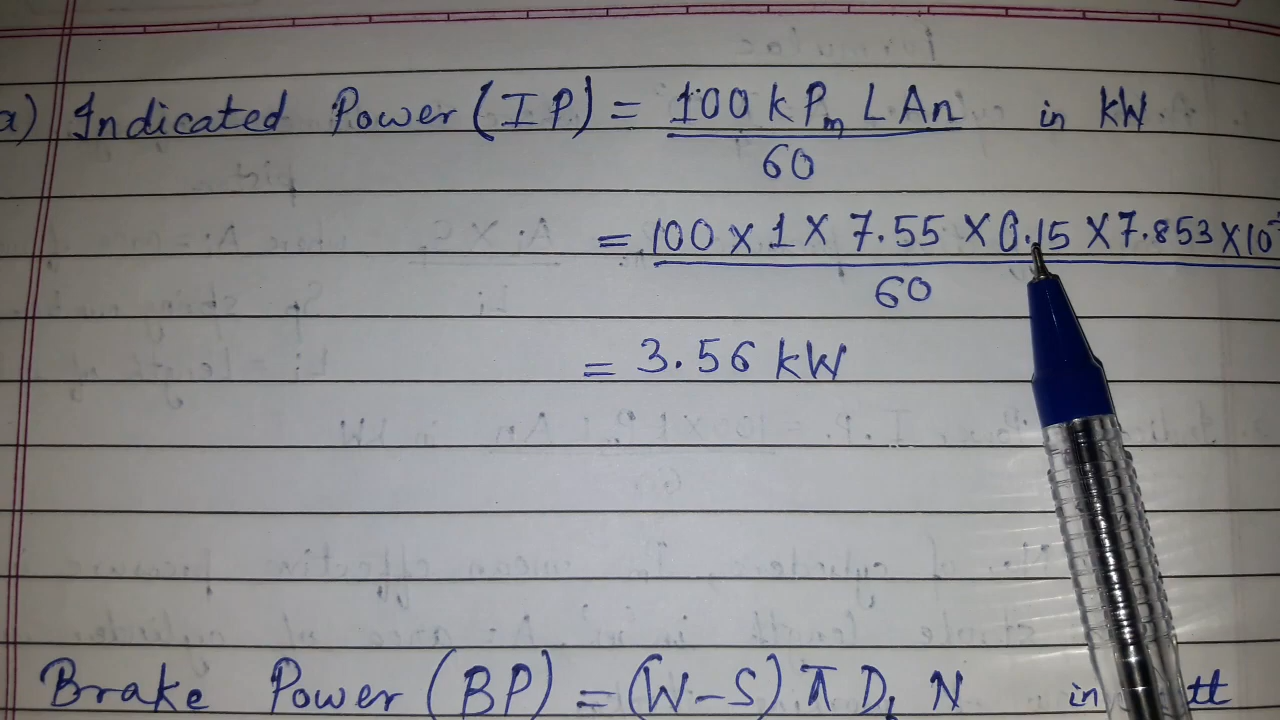 a) Indicated Power (IP) = 100 k Pm L A n in kW
60
= 100 X 1 X 7.55 X 0.15 X 7.853 X 10
60
= 3.56 kW
Brake Power (BP) = (W-S) π D N in